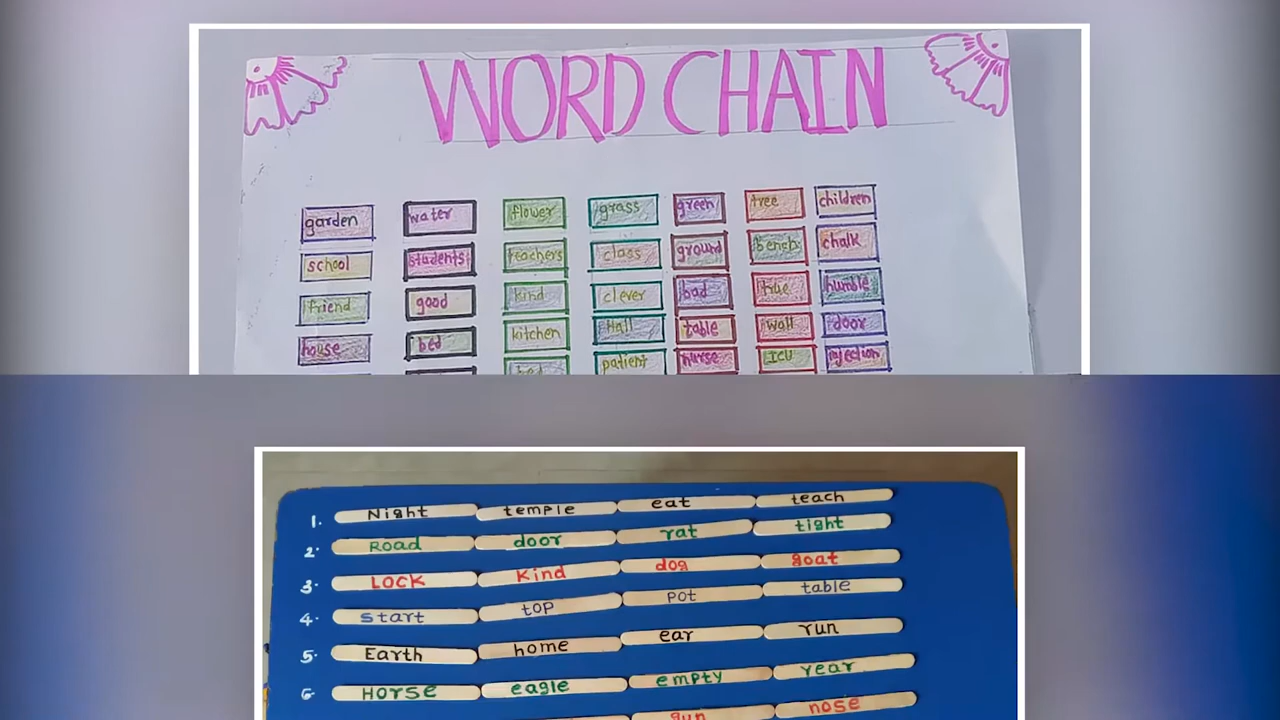 WORD CHAIN
garden water flower grass green tree children
school students teachers class ground bench chalk
friend good kind clever bad true humble
house bed kitchen Hall table wall door
patient nurse ICU injection
1. Night temple eat teach
2. Road door rat tight
3. LOCK Kind dog goat
4. Start top pot table
5. Earth home ear run
6 HORSE eagle empty year
gun nose